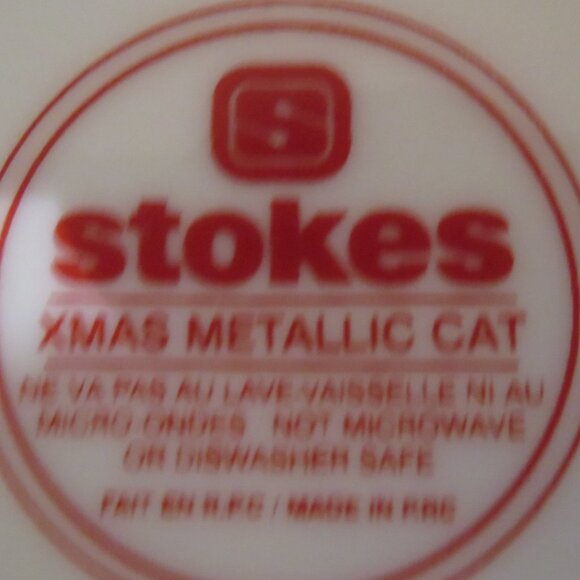 S
stokes
XMAS METALLIC CAT
NE VA PAS AU LAVE-VAISSELLE NI AU
MICRO ONDES NOT MICROWAVE
OR DISWASHER SAFE
FAIT EN R.P.C / MADE IN P.R.C